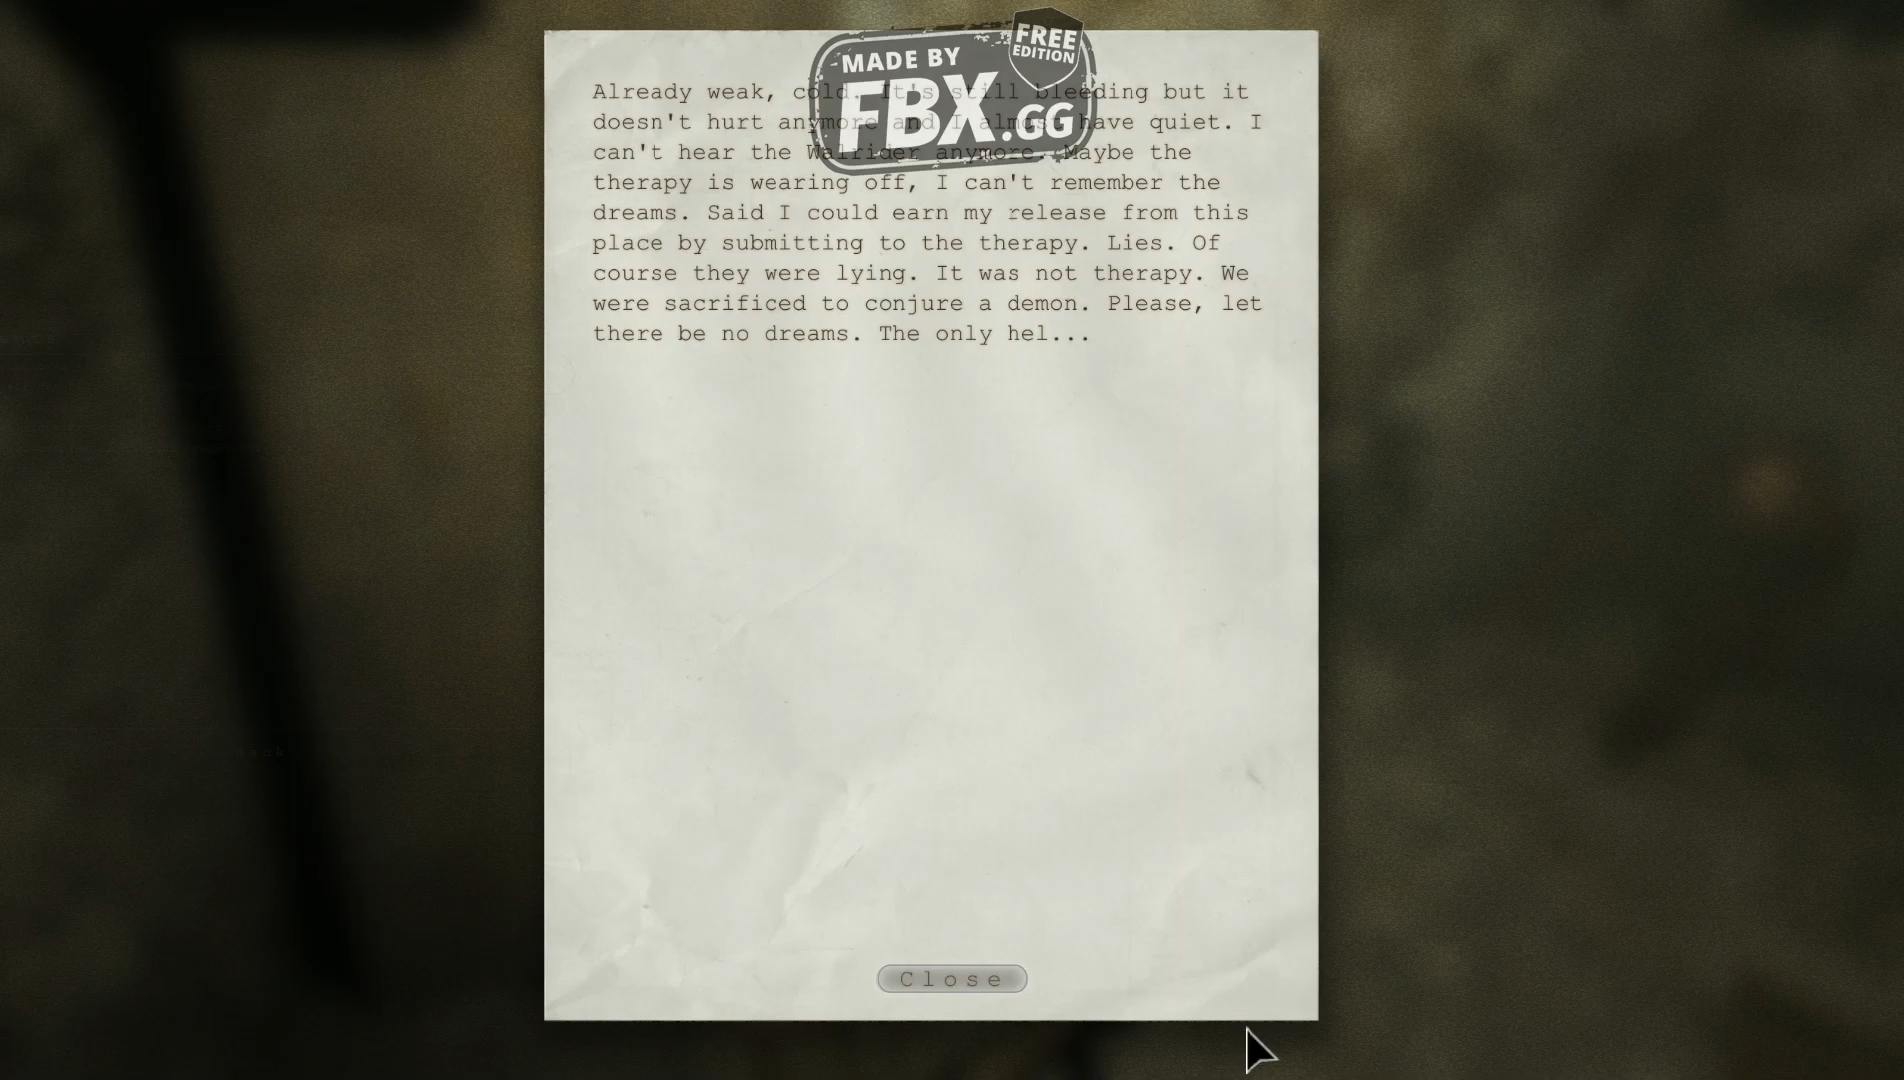 MADE BY
FBX.GG
FREE
EDITION
Already weak, cold. It's still bleeding but it
doesn't hurt anymore and I almost have quiet. I
can't hear the Walrider anymore. Maybe the
therapy is wearing off, I can't remember the
dreams. Said I could earn my release from this
place by submitting to the therapy. Lies. Of
course they were lying. It was not therapy. We
were sacrificed to conjure a demon. Please, let
there be no dreams. The only hel...
Close